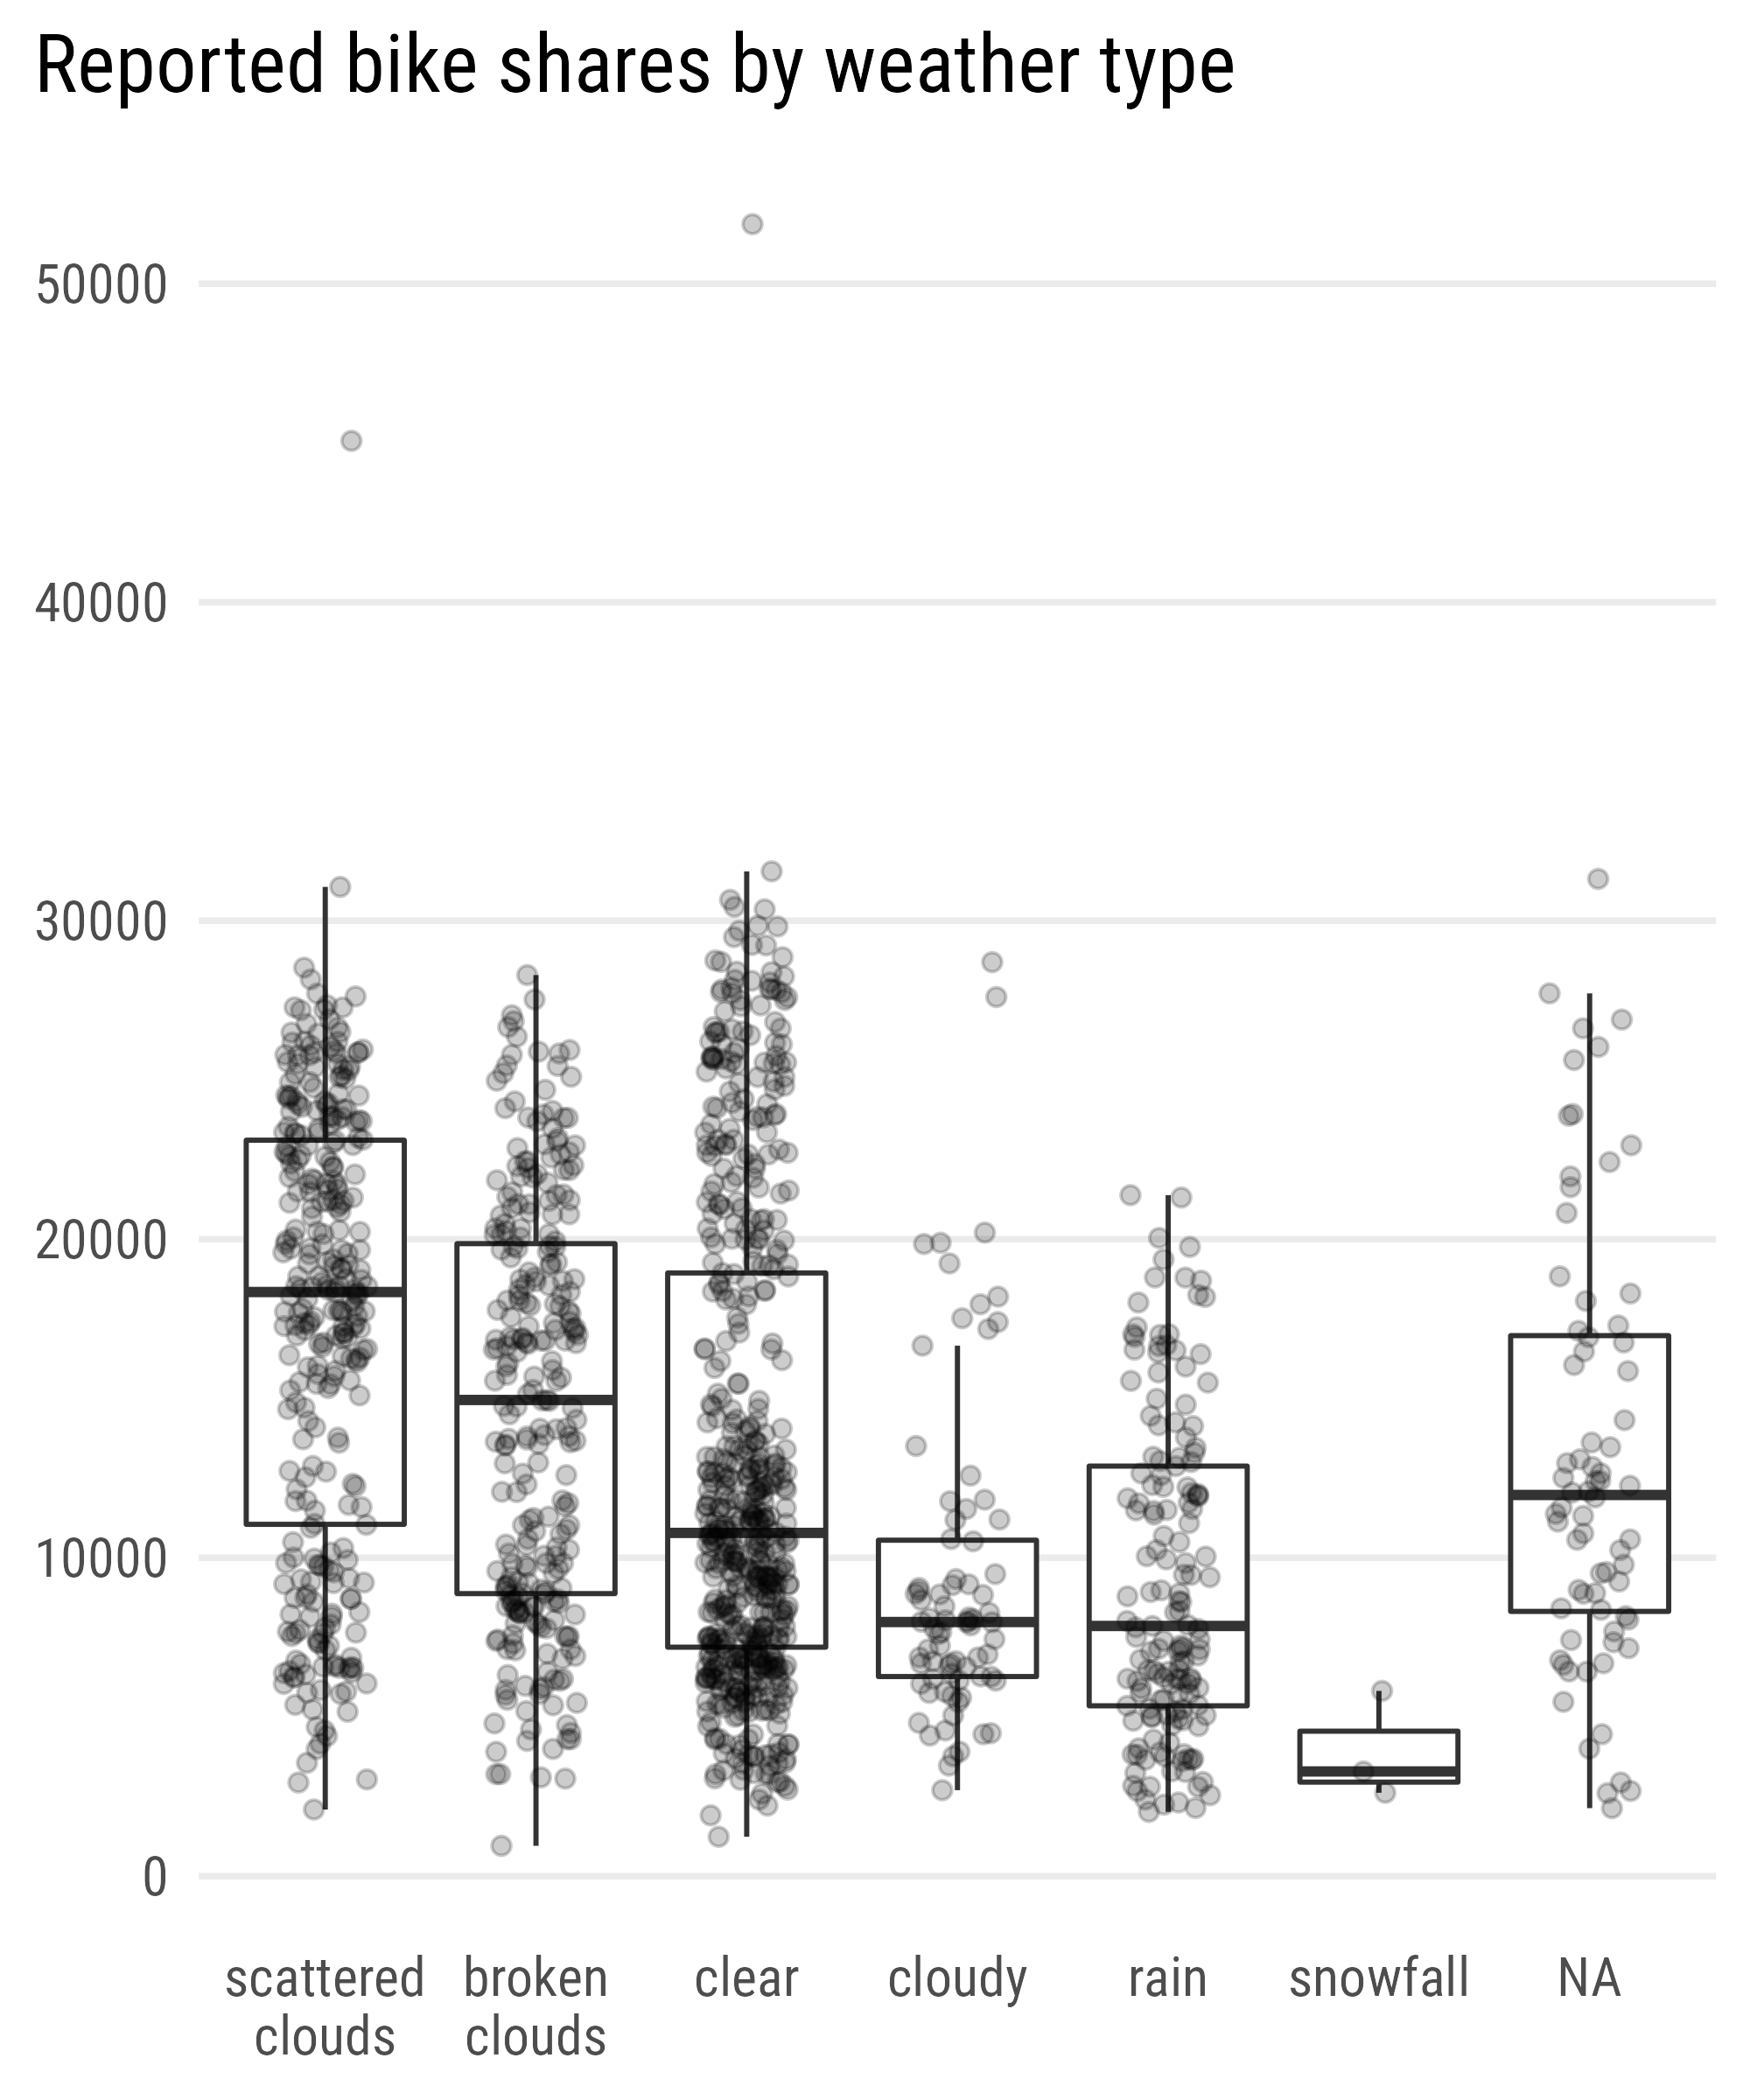 Reported bike shares by weather type
50000
40000
30000
20000
10000
0
scattered clouds
broken clouds
clear
cloudy
rain
snowfall
NA